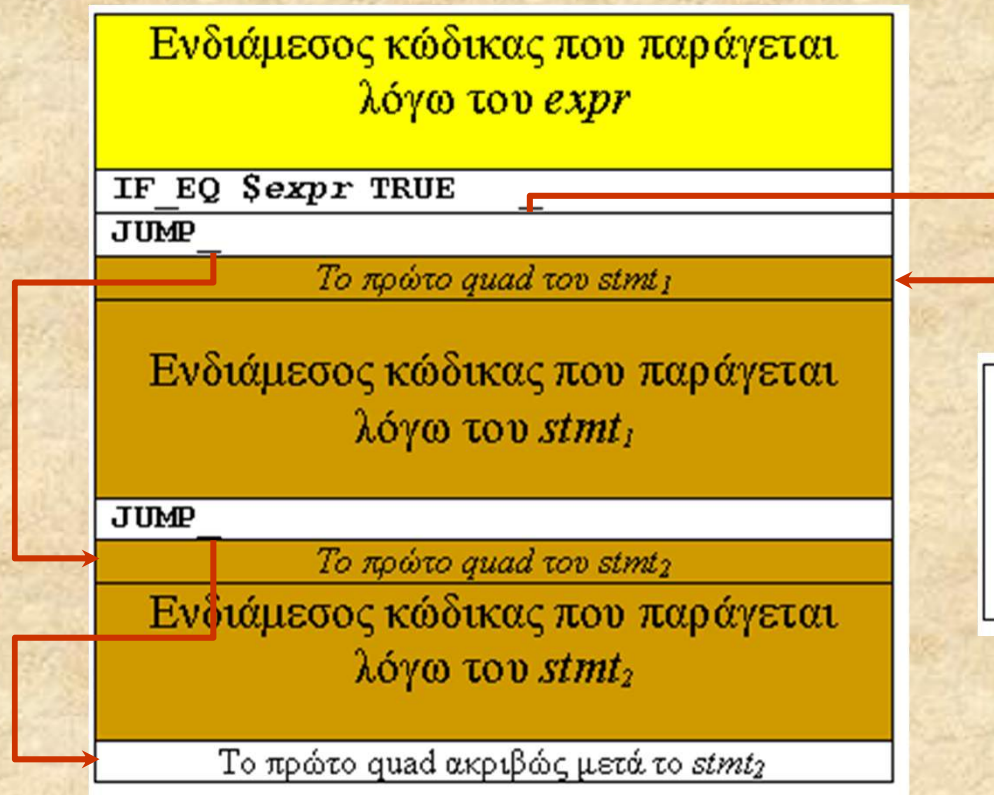 Ενδιάμεσος κώδικας που παράγεται
λόγω του expr
IF_EQ $expr TRUE _
JUMP_
Το πρώτο quad του stmt1
Ενδιάμεσος κώδικας που παράγεται
λόγω του stmt1
JUMP_
Το πρώτο quad του stmt2
Ενδιάμεσος κώδικας που παράγεται
λόγω του stmt2
Το πρώτο quad ακριβώς μετά το stmt2